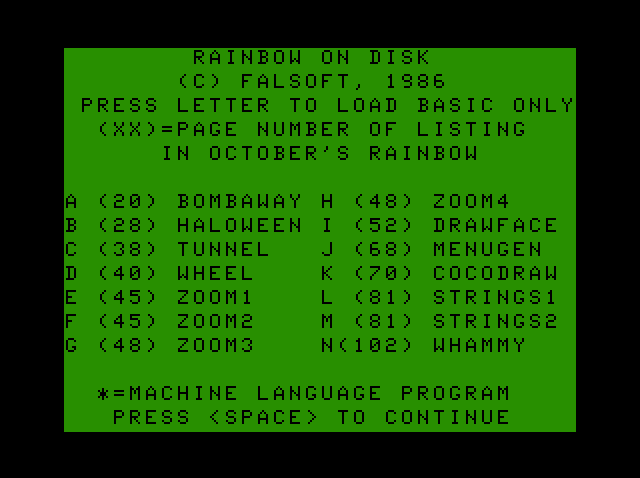 RAINBOW ON DISK
(C) FALSOFT, 1986
PRESS LETTER TO LOAD BASIC ONLY
(XX)=PAGE NUMBER OF LISTING
IN OCTOBER'S RAINBOW
A (20) BOMBAWAY H (48) ZOOM4
B (28) HALOWEEN I (52) DRAWFACE
C (38) TUNNEL J (68) MENUGEN
D (40) WHEEL K (70) COCODRAW
E (45) ZOOM1 L (81) STRINGS1
F (45) ZOOM2 M (81) STRINGS2
G (48) ZOOM3 N(102) WHAMMY
*=MACHINE LANGUAGE PROGRAM
PRESS <SPACE> TO CONTINUE